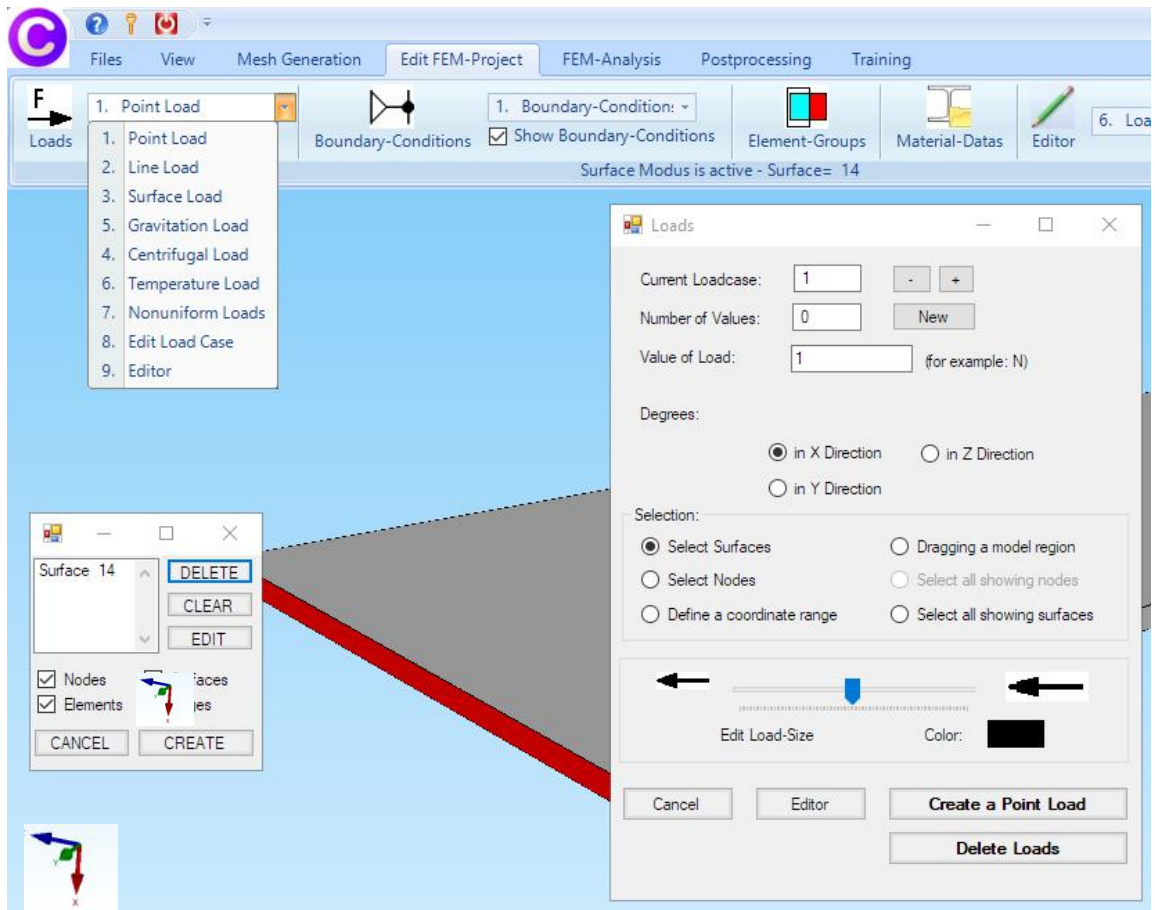 C
?
Files View Mesh Generation Edit FEM-Project FEM-Analysis Postprocessing Training
F
Loads
1. Point Load
1. Point Load
2. Line Load
3. Surface Load
5. Gravitation Load
4. Centrifugal Load
6. Temperature Load
7. Nonuniform Loads
8. Edit Load Case
9. Editor
Boundary-Conditions
1. Boundary-Condition:
Show Boundary-Conditions
Element-Groups
Material-Datas
Editor
6. Loa
Surface Modus is active - Surface= 14
Loads
Current Loadcase: 1 - +
Number of Values: 0 New
Value of Load: 1 (for example: N)
Degrees:
in X Direction in Z Direction
in Y Direction
Selection:
Select Surfaces Dragging a model region
Select Nodes Select all showing nodes
Define a coordinate range Select all showing surfaces
Edit Load-Size Color:
Cancel Editor Create a Point Load
Delete Loads
Surface 14 DELETE
CLEAR
EDIT
Nodes aces
Elements es
CANCEL CREATE
Y
X